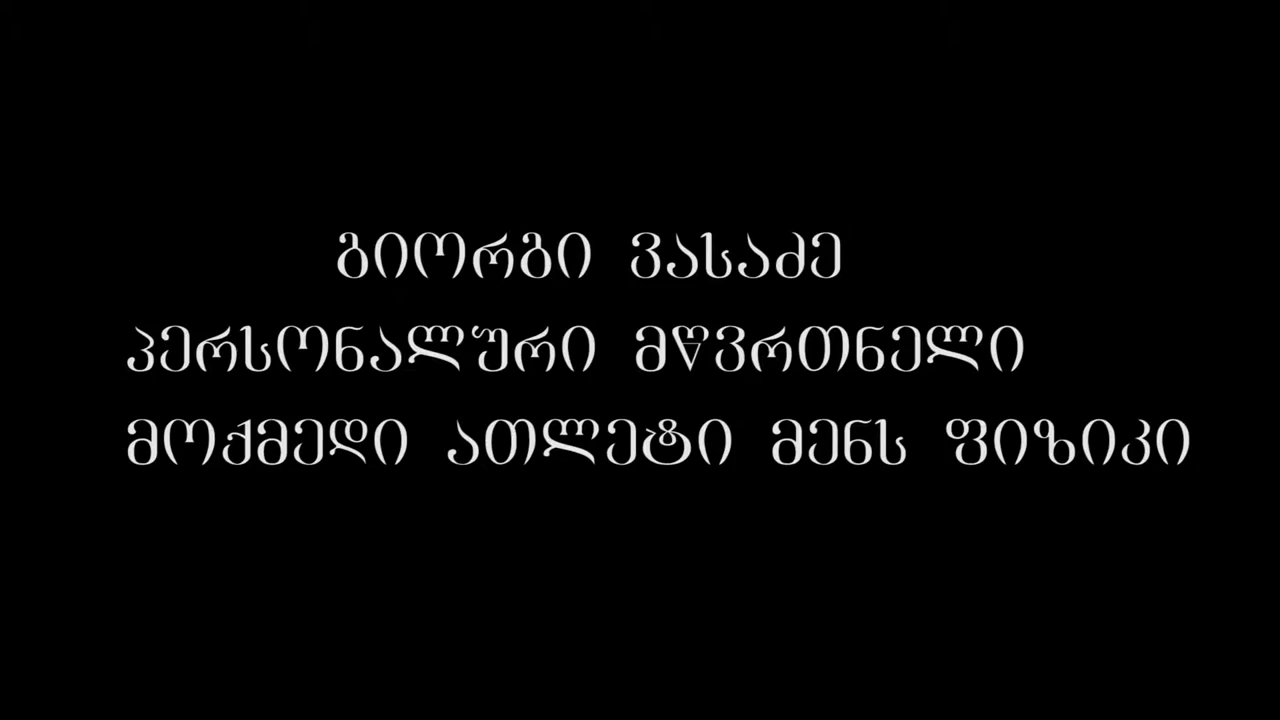 გიორგი ვასაძე
პერსონალური მწვრთნელი
მოქმედი ათლეტი მენს ფიზიკი